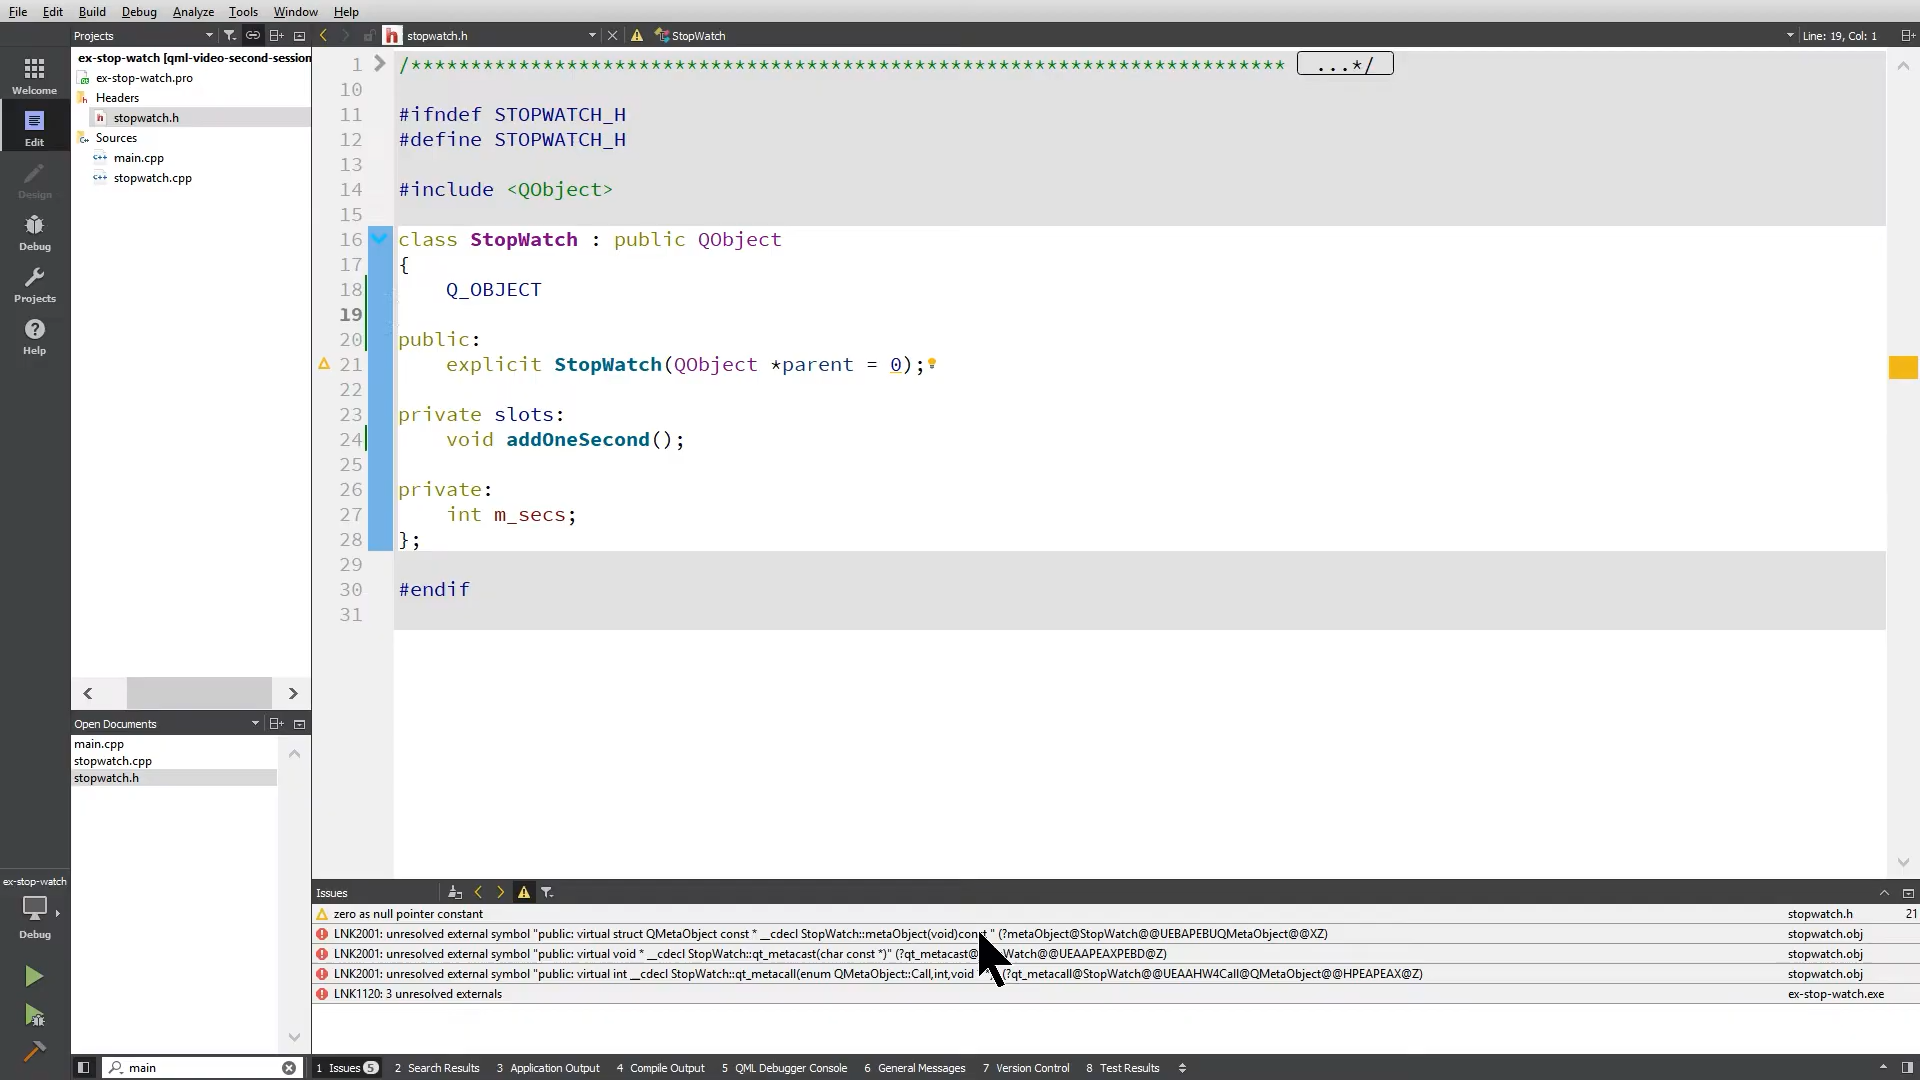 File Edit Build Debug Analyze Tools Window Help
Projects
stopwatch.h
StopWatch
Line: 19, Col: 1
Welcome
Edit
Design
Debug
Projects
Help
ex-stop-watch [qml-video-second-session
ex-stop-watch.pro
Headers
stopwatch.h
Sources
main.cpp
stopwatch.cpp
1 /************************************************************************* ...*/
10
11 #ifndef STOPWATCH_H
12 #define STOPWATCH_H
13
14 #include <QObject>
15
16 class StopWatch : public QObject
17 {
18 Q_OBJECT
19
20 public:
21 explicit StopWatch(QObject *parent = 0);
22
23 private slots:
24 void addOneSecond();
25
26 private:
27 int m_secs;
28 };
29
30 #endif
31
Open Documents
main.cpp
stopwatch.cpp
stopwatch.h
ex-stop-watch
Debug
Issues
zero as null pointer constant stopwatch.h 21
LNK2001: unresolved external symbol "public: virtual struct QMetaObject const * __cdecl StopWatch::metaObject(void)const " (?metaObject@StopWatch@@UEBAPEBUQMetaObject@@XZ) stopwatch.obj
LNK2001: unresolved external symbol "public: virtual void * __cdecl StopWatch::qt_metacast(char const *)" (?qt_metacast@ Watch@@UEAAPEAXPEBD@Z) stopwatch.obj
LNK2001: unresolved external symbol "public: virtual int __cdecl StopWatch::qt_metacall(enum QMetaObject::Call,int,void (?qt_metacall@StopWatch@@UEAAHW4Call@QMetaObject@@HPEAPEAX@Z) stopwatch.obj
LNK1120: 3 unresolved externals ex-stop-watch.exe
main
1 Issues 5 2 Search Results 3 Application Output 4 Compile Output 5 QML Debugger Console 6 General Messages 7 Version Control 8 Test Results